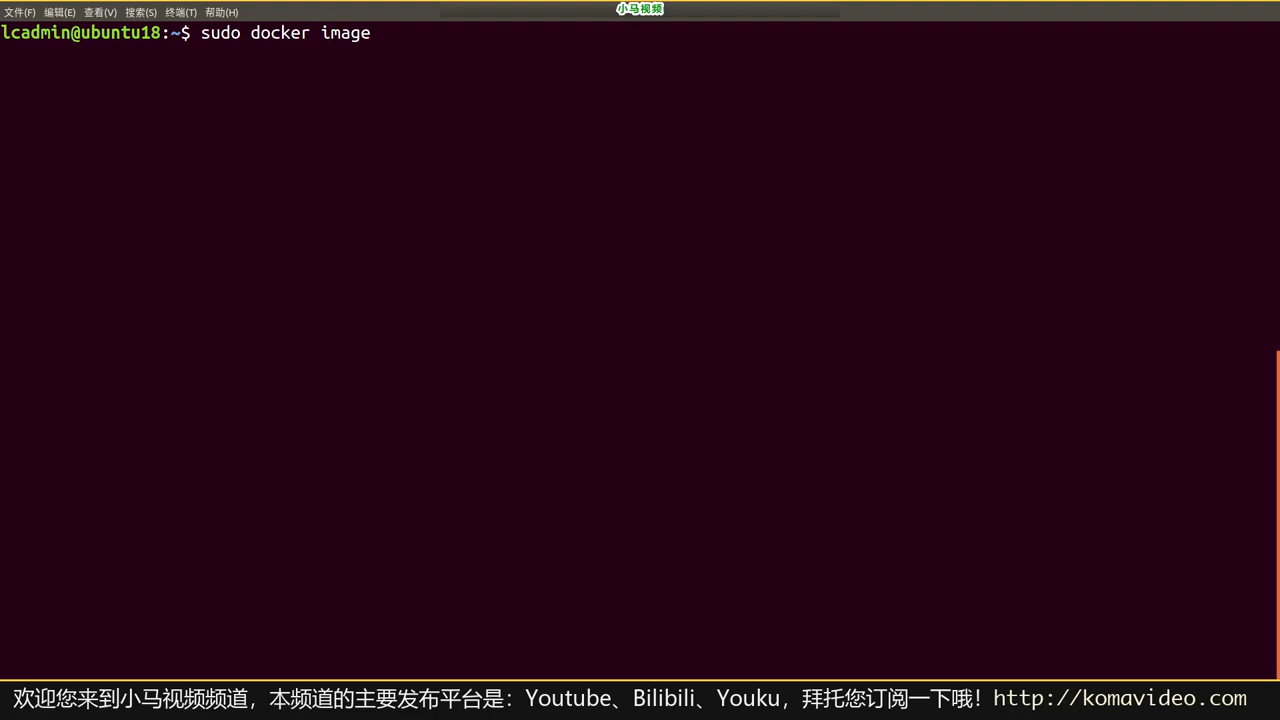 小马视频
文件(F) 编辑(E) 查看(V) 搜索(S) 终端(T) 帮助(H)
lcadmin@ubuntu18:~$ sudo docker image
欢迎您来到小马视频频道，本频道的主要发布平台是：Youtube、Bilibili、Youku，拜托您订阅一下哦！http://komavideo.com